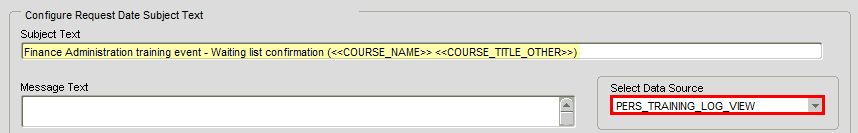 Configure Request Date Subject Text
Subject Text
Finance Administration training event - Waiting list confirmation (<<COURSE_NAME>> <<COURSE_TITLE_OTHER>>)
Message Text
Select Data Source
PERS_TRAINING_LOG_VIEW